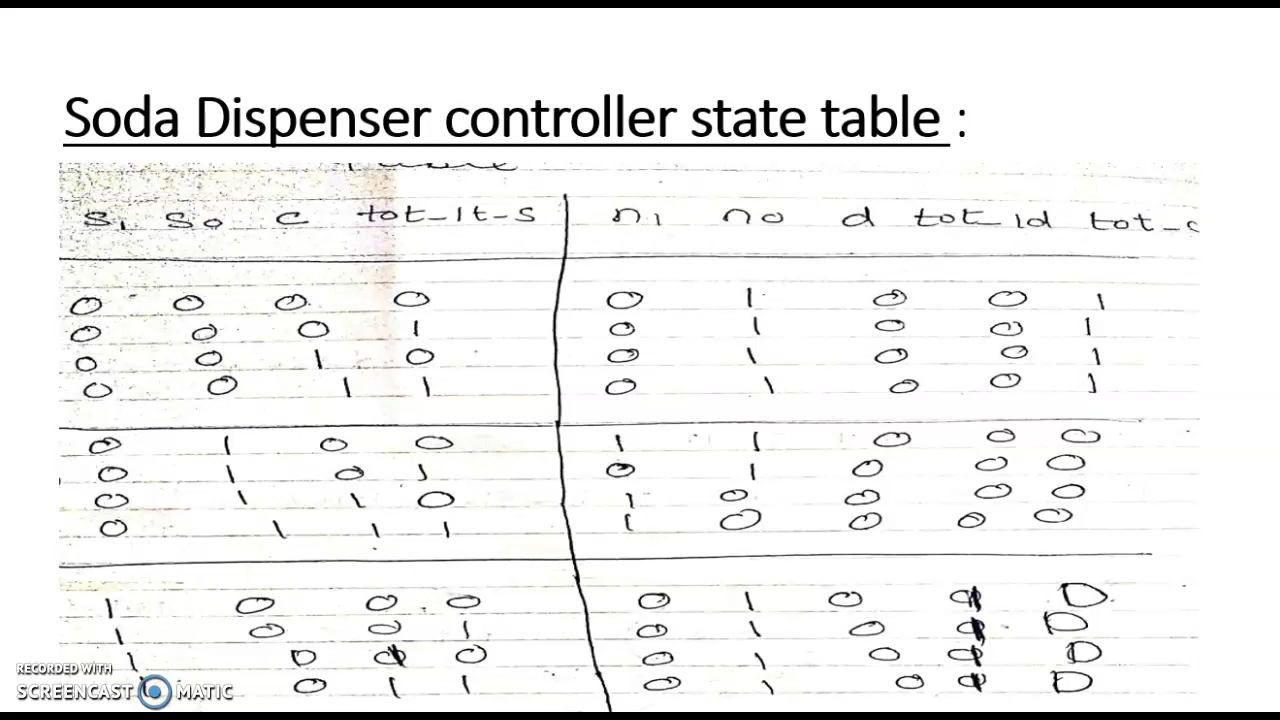 Soda Dispenser controller state table :
S1 S0 C tot_lt_s n1 n0 d tot_ld tot_c
0 0 0 0 0 1 0 0 1
0 0 0 1 0 1 0 0 1
0 0 1 0 0 1 0 0 1
0 0 1 1 0 1 0 0 1
0 1 0 0 1 1 0 0 0
0 1 0 1 0 1 0 0 0
0 1 1 0 1 0 0 0 0
0 1 1 1 1 0 0 0 0
1 0 0 0 0 1 0 1 0
1 0 0 1 0 1 0 1 0
1 0 1 0 0 1 0 1 0
0 1 1 0 1 0 1 0
RECORDED WITH
SCREENCAST MATIC